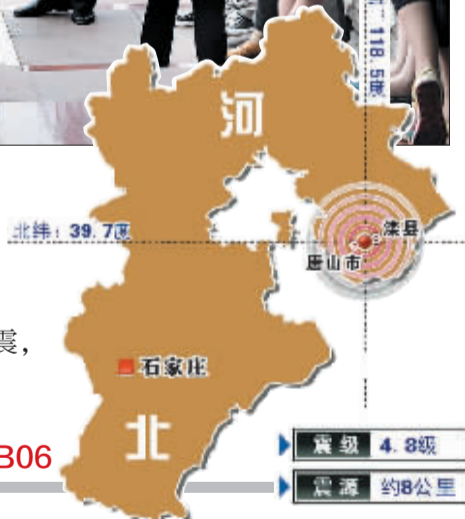 118.5度
河
北纬：39.7度
滦县
唐山市
震，
石家庄
北
B06
震级 4.8级
震源 约8公里